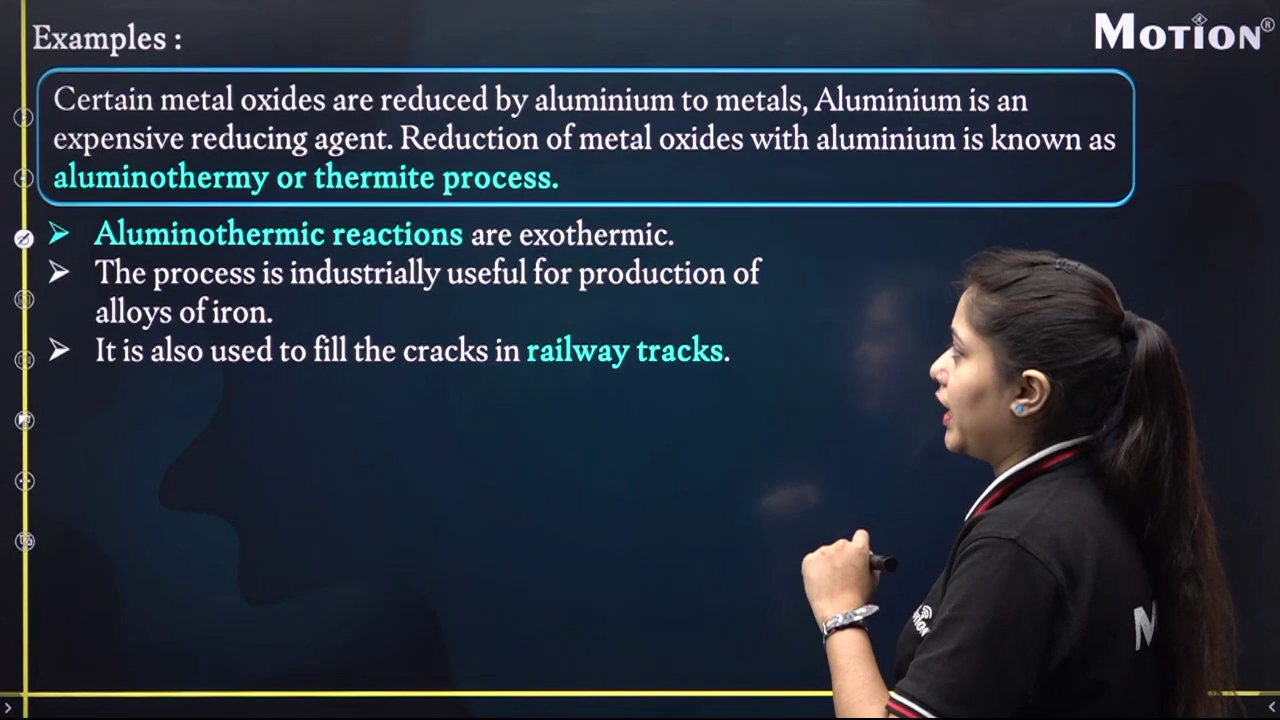 Examples :
MOTION®
Certain metal oxides are reduced by aluminium to metals, Aluminium is an
expensive reducing agent. Reduction of metal oxides with aluminium is known as
aluminothermy or thermite process.
➢ Aluminothermic reactions are exothermic.
➢ The process is industrially useful for production of
alloys of iron.
➢ It is also used to fill the cracks in railway tracks.
M